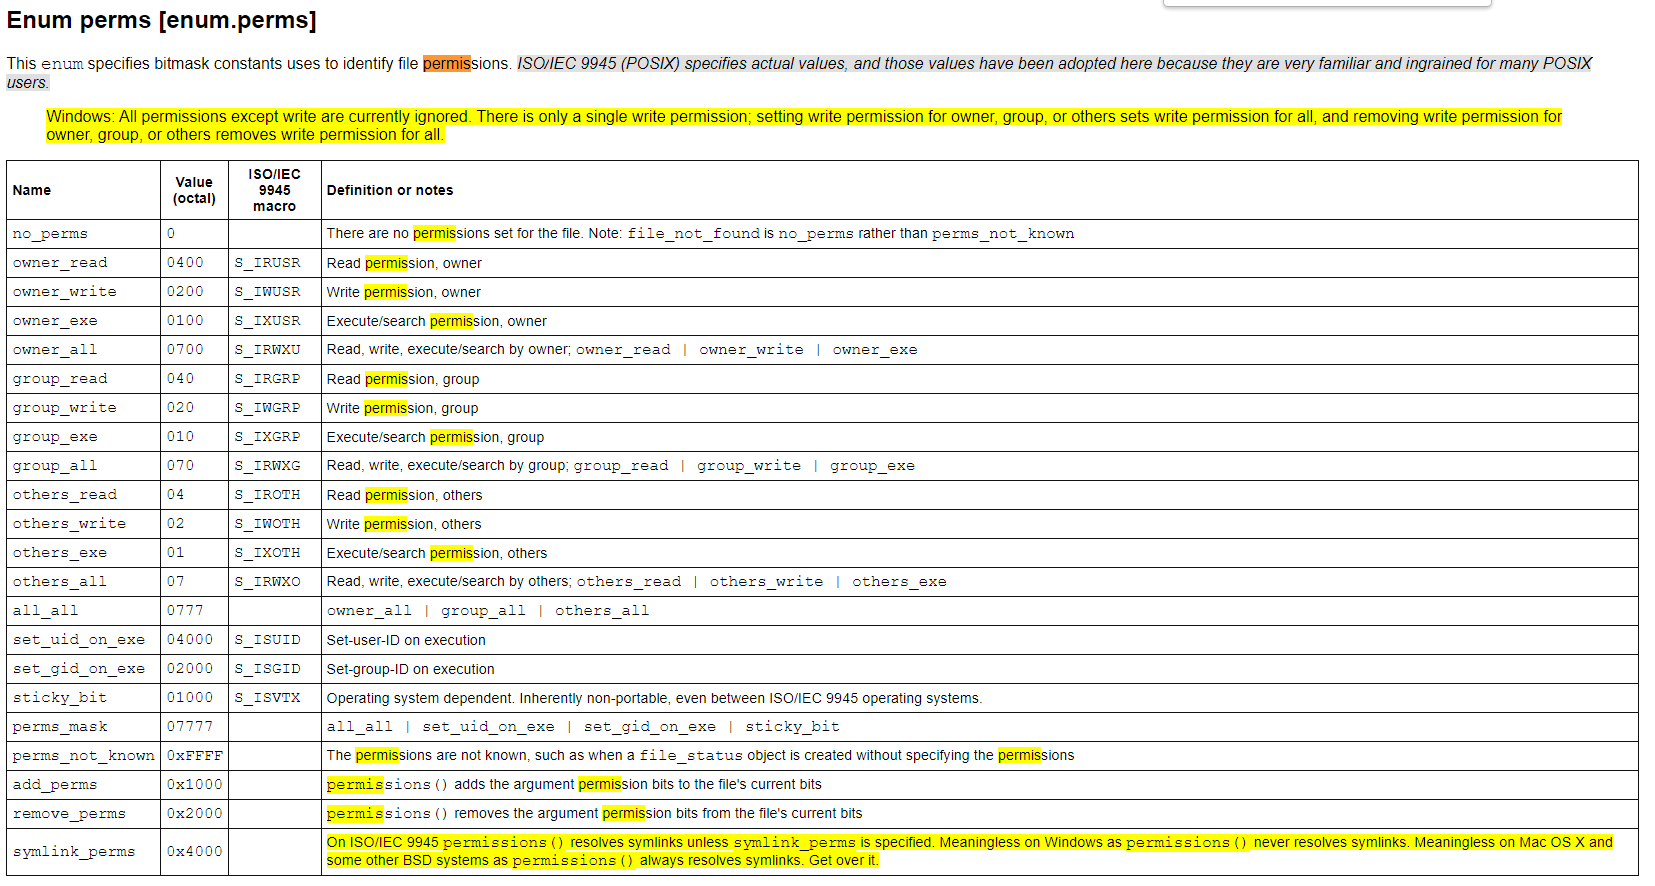 Enum perms [enum.perms]
This enum specifies bitmask constants uses to identify file permissions. ISO/IEC 9945 (POSIX) specifies actual values, and those values have been adopted here because they are very familiar and ingrained for many POSIX
users.
Windows: All permissions except write are currently ignored. There is only a single write permission; setting write permission for owner, group, or others sets write permission for all, and removing write permission for
owner, group, or others removes write permission for all.
Name Value (octal) ISO/IEC 9945 macro Definition or notes
no_perms 0 There are no permissions set for the file. Note: file_not_found is no_perms rather than perms_not_known
owner_read 0400 S_IRUSR Read permission, owner
owner_write 0200 S_IWUSR Write permission, owner
owner_exe 0100 S_IXUSR Execute/search permission, owner
owner_all 0700 S_IRWXU Read, write, execute/search by owner; owner_read | owner_write | owner_exe
group_read 040 S_IRGRP Read permission, group
group_write 020 S_IWGRP Write permission, group
group_exe 010 S_IXGRP Execute/search permission, group
group_all 070 S_IRWXG Read, write, execute/search by group; group_read | group_write | group_exe
others_read 04 S_IROTH Read permission, others
others_write 02 S_IWOTH Write permission, others
others_exe 01 S_IXOTH Execute/search permission, others
others_all 07 S_IRWXO Read, write, execute/search by others; others_read | others_write | others_exe
all_all 0777 owner_all | group_all | others_all
set_uid_on_exe 04000 S_ISUID Set-user-ID on execution
set_gid_on_exe 02000 S_ISGID Set-group-ID on execution
sticky_bit 01000 S_ISVTX Operating system dependent. Inherently non-portable, even between ISO/IEC 9945 operating systems.
perms_mask 07777 all_all | set_uid_on_exe | set_gid_on_exe | sticky_bit
perms_not_known 0xFFFF The permissions are not known, such as when a file_status object is created without specifying the permissions
add_perms 0x1000 permissions() adds the argument permission bits to the file's current bits
remove_perms 0x2000 permissions() removes the argument permission bits from the file's current bits
symlink_perms 0x4000 On ISO/IEC 9945 permissions() resolves symlinks unless symlink_perms is specified. Meaningless on Windows as permissions() never resolves symlinks. Meaningless on Mac OS X and
some other BSD systems as permissions() always resolves symlinks. Get over it.